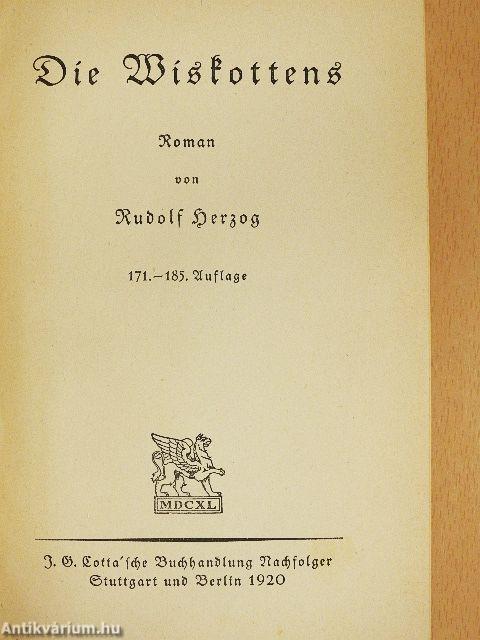 Die Wiskottens
Roman
von
Rudolf Herzog
171.—185. Auflage
MDCXL
J. G. Cotta'sche Buchhandlung Nachfolger
Stuttgart und Berlin 1920
Antikvárium.hu